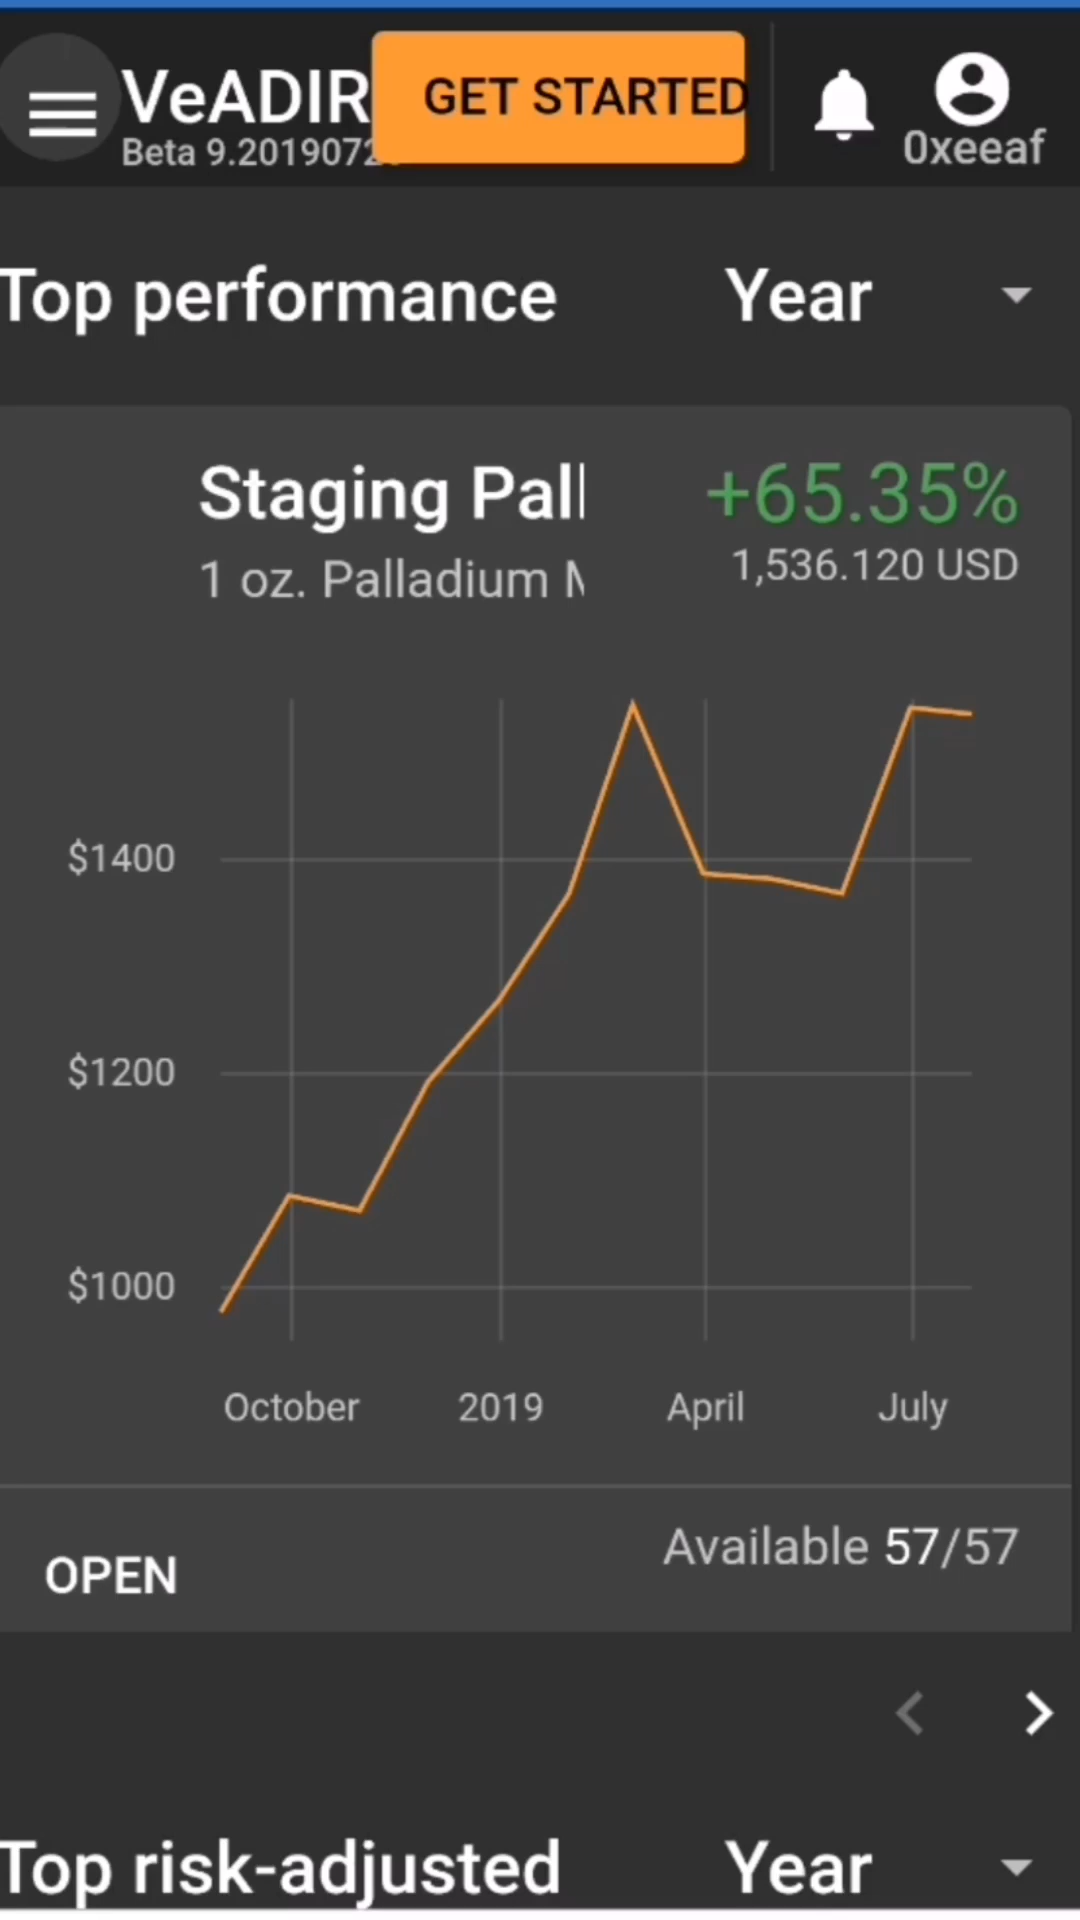 VeADIR
GET STARTED
Beta 9.2019072
0xeeaf
Top performance
Year
Staging Pall
+65.35%
1 oz. Palladium
1,536.120 USD
$1400
$1200
$1000
October 2019 April July
OPEN
Available 57/57
Top risk-adjusted
Year